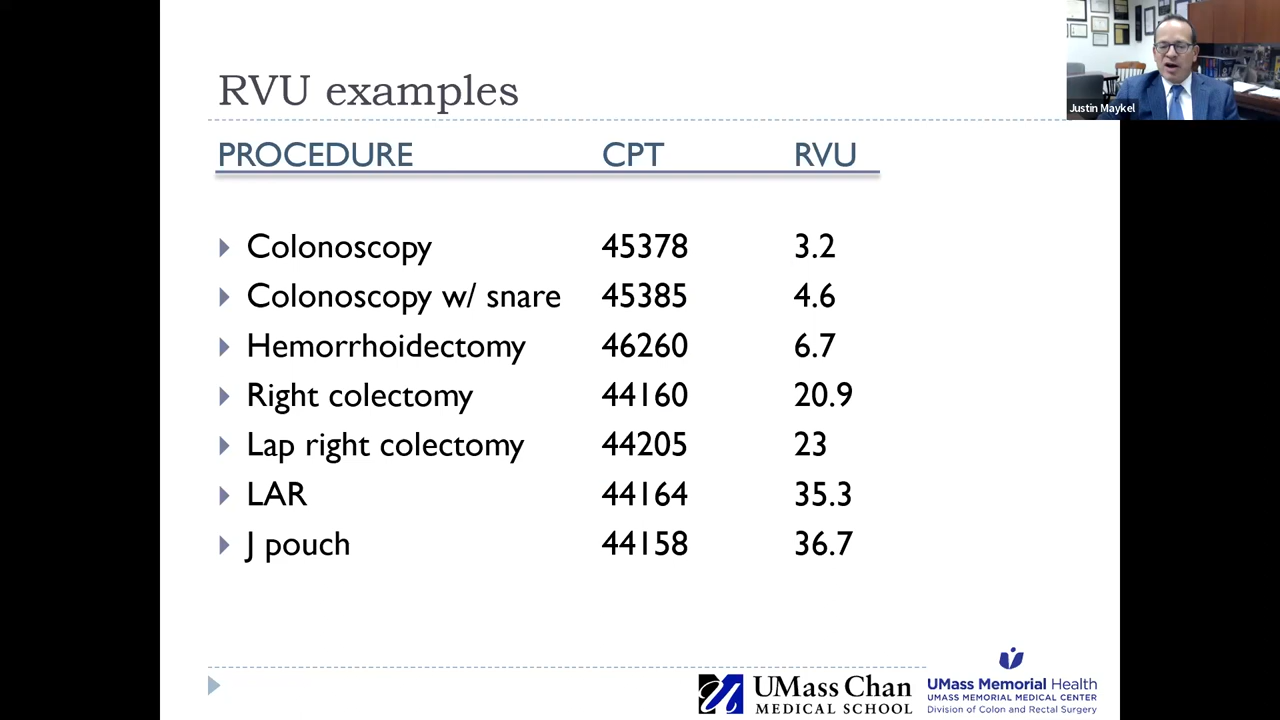 RVU examples
Justin Maykel
PROCEDURE CPT RVU
Colonoscopy 45378 3.2
Colonoscopy w/ snare 45385 4.6
Hemorrhoidectomy 46260 6.7
Right colectomy 44160 20.9
Lap right colectomy 44205 23
LAR 44164 35.3
J pouch 44158 36.7
UMass Chan
MEDICAL SCHOOL
UMass Memorial Health
UMASS MEMORIAL MEDICAL CENTER
Division of Colon and Rectal Surgery